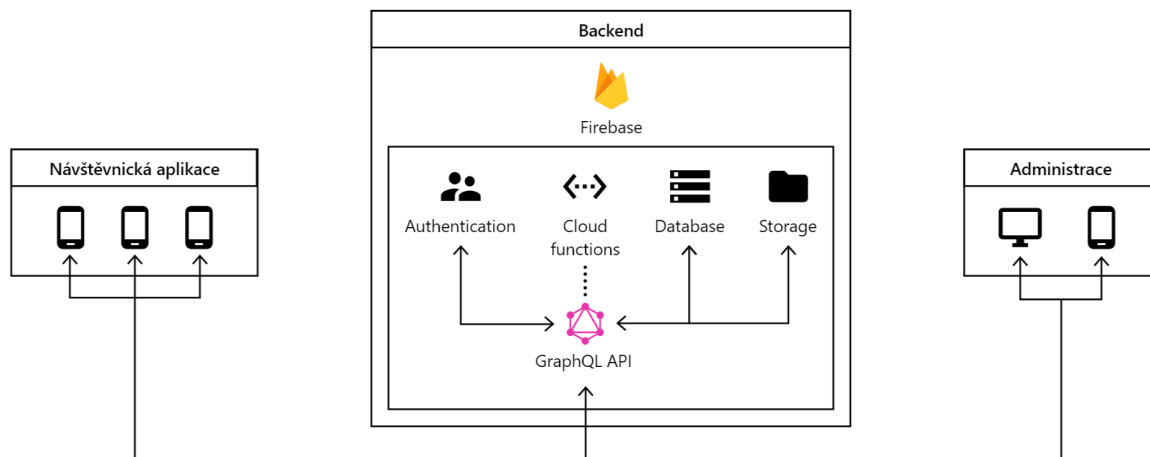 Backend
Firebase
Návštěvnická aplikace
Administrace
Authentication
Cloud
functions
Database
Storage
GraphQL API